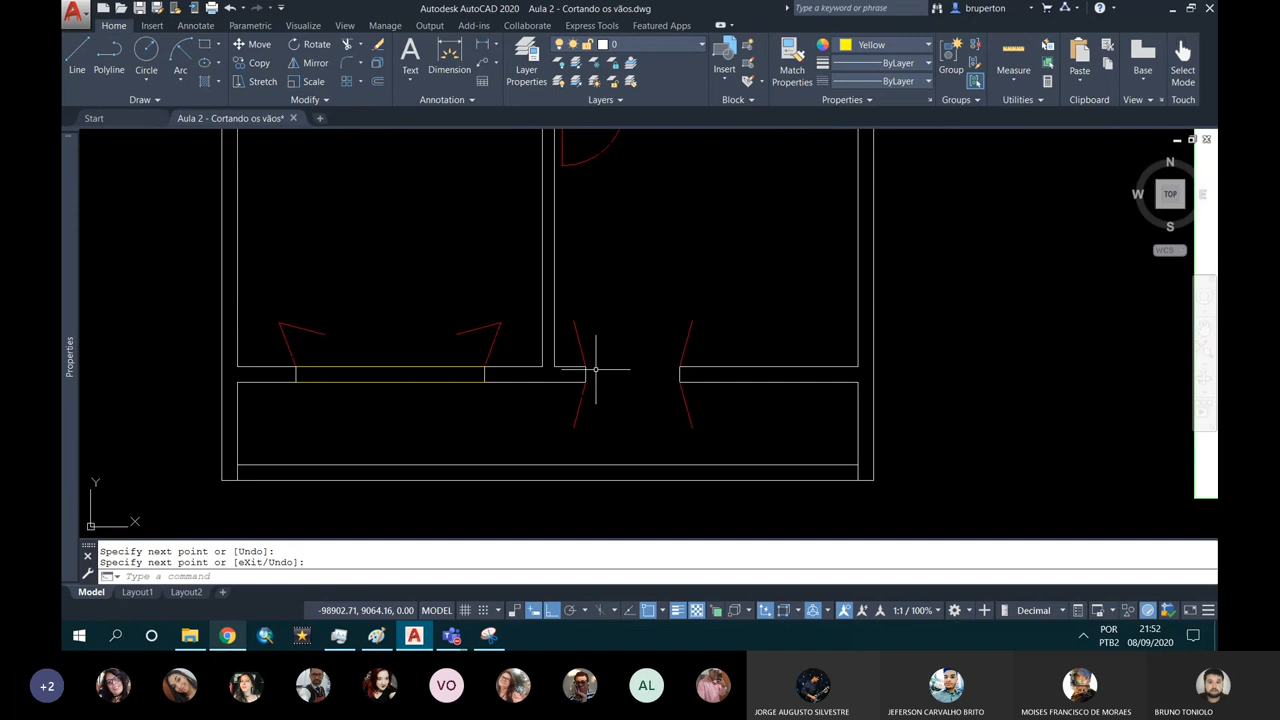 Autodesk AutoCAD 2020 Aula 2 - Cortando os vãos.dwg
Type a keyword or phrase
bruperton
Home Insert Annotate Parametric Visualize View Manage Output Add-ins Collaborate Express Tools Featured Apps
Line Polyline Circle Arc
Move Rotate
Copy Mirror
Stretch Scale
Text Dimension
Layer Properties
0
Insert
Match Properties
Yellow
ByLayer
ByLayer
Group
Measure
Paste
Base
Select Mode
Draw Modify Annotation Layers Block Properties Groups Utilities Clipboard View Touch
Start Aula 2 - Cortando os vãos*
N
W TOP E
S
WCS
Properties
Y
X
Specify next point or [Undo]:
Specify next point or [eXit/Undo]:
Type a command
Model Layout1 Layout2
-98902.71, 9064.16, 0.00 MODEL 1:1 / 100% Decimal
POR 21:52
PTB2 08/09/2020
+2 VO AL
JORGE AUGUSTO SILVESTRE JEFERSON CARVALHO BRITO MOISES FRANCISCO DE MORAES BRUNO TONIOLO